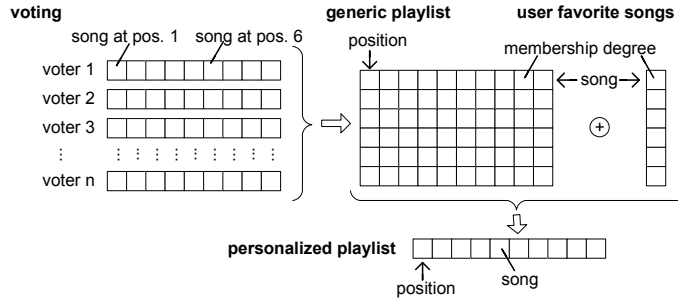 voting
generic playlist
user favorite songs
song at pos. 1
song at pos. 6
position
membership degree
voter 1
song
voter 2
voter 3
+
⋮ ⋮ ⋮ ⋮ ⋮ ⋮ ⋮ ⋮ ⋮ ⋮
voter n
personalized playlist
position
song